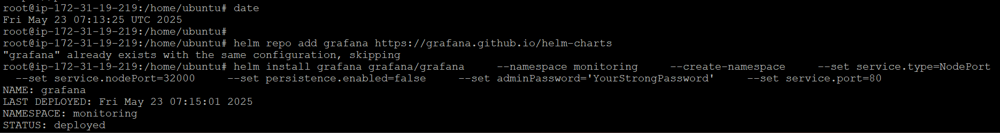 root@ip-172-31-19-219:/home/ubuntu# date
Fri May 23 07:13:25 UTC 2025
root@ip-172-31-19-219:/home/ubuntu#
root@ip-172-31-19-219:/home/ubuntu# helm repo add grafana https://grafana.github.io/helm-charts
"grafana" already exists with the same configuration, skipping
root@ip-172-31-19-219:/home/ubuntu# helm install grafana grafana/grafana     --namespace monitoring     --create-namespace     --set service.type=NodePort
  --set service.nodePort=32000     --set persistence.enabled=false     --set adminPassword='YourStrongPassword'     --set service.port=80
NAME: grafana
LAST DEPLOYED: Fri May 23 07:15:01 2025
NAMESPACE: monitoring
STATUS: deployed